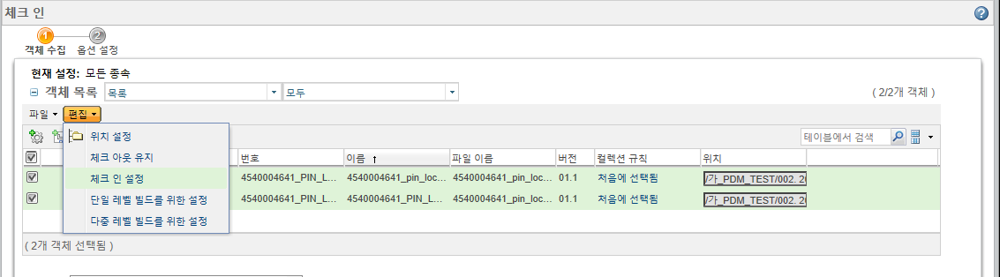 체크 인
1 2
객체 수집 옵션 설정
현재 설정: 모든 종속
객체 목록 목록 모두 ( 2/2개 객체 )
파일 편집
위치 설정
체크 아웃 유지
체크 인 설정
단일 레벨 빌드를 위한 설정
다중 레벨 빌드를 위한 설정
테이블에서 검색
번호 이름 ↑ 파일 이름 버전 컬렉션 규칙 위치
4540004641_PIN_L... 4540004641_pin_loc... 4540004641_pin_loc... 01.1 처음에 선택됨 /가_PDM_TEST/002. 20
4540004641_PIN_L... 4540004641_PIN_L... 4540004641_pin_loc... 01.1 처음에 선택됨 /가_PDM_TEST/002. 20
( 2개 객체 선택됨 )